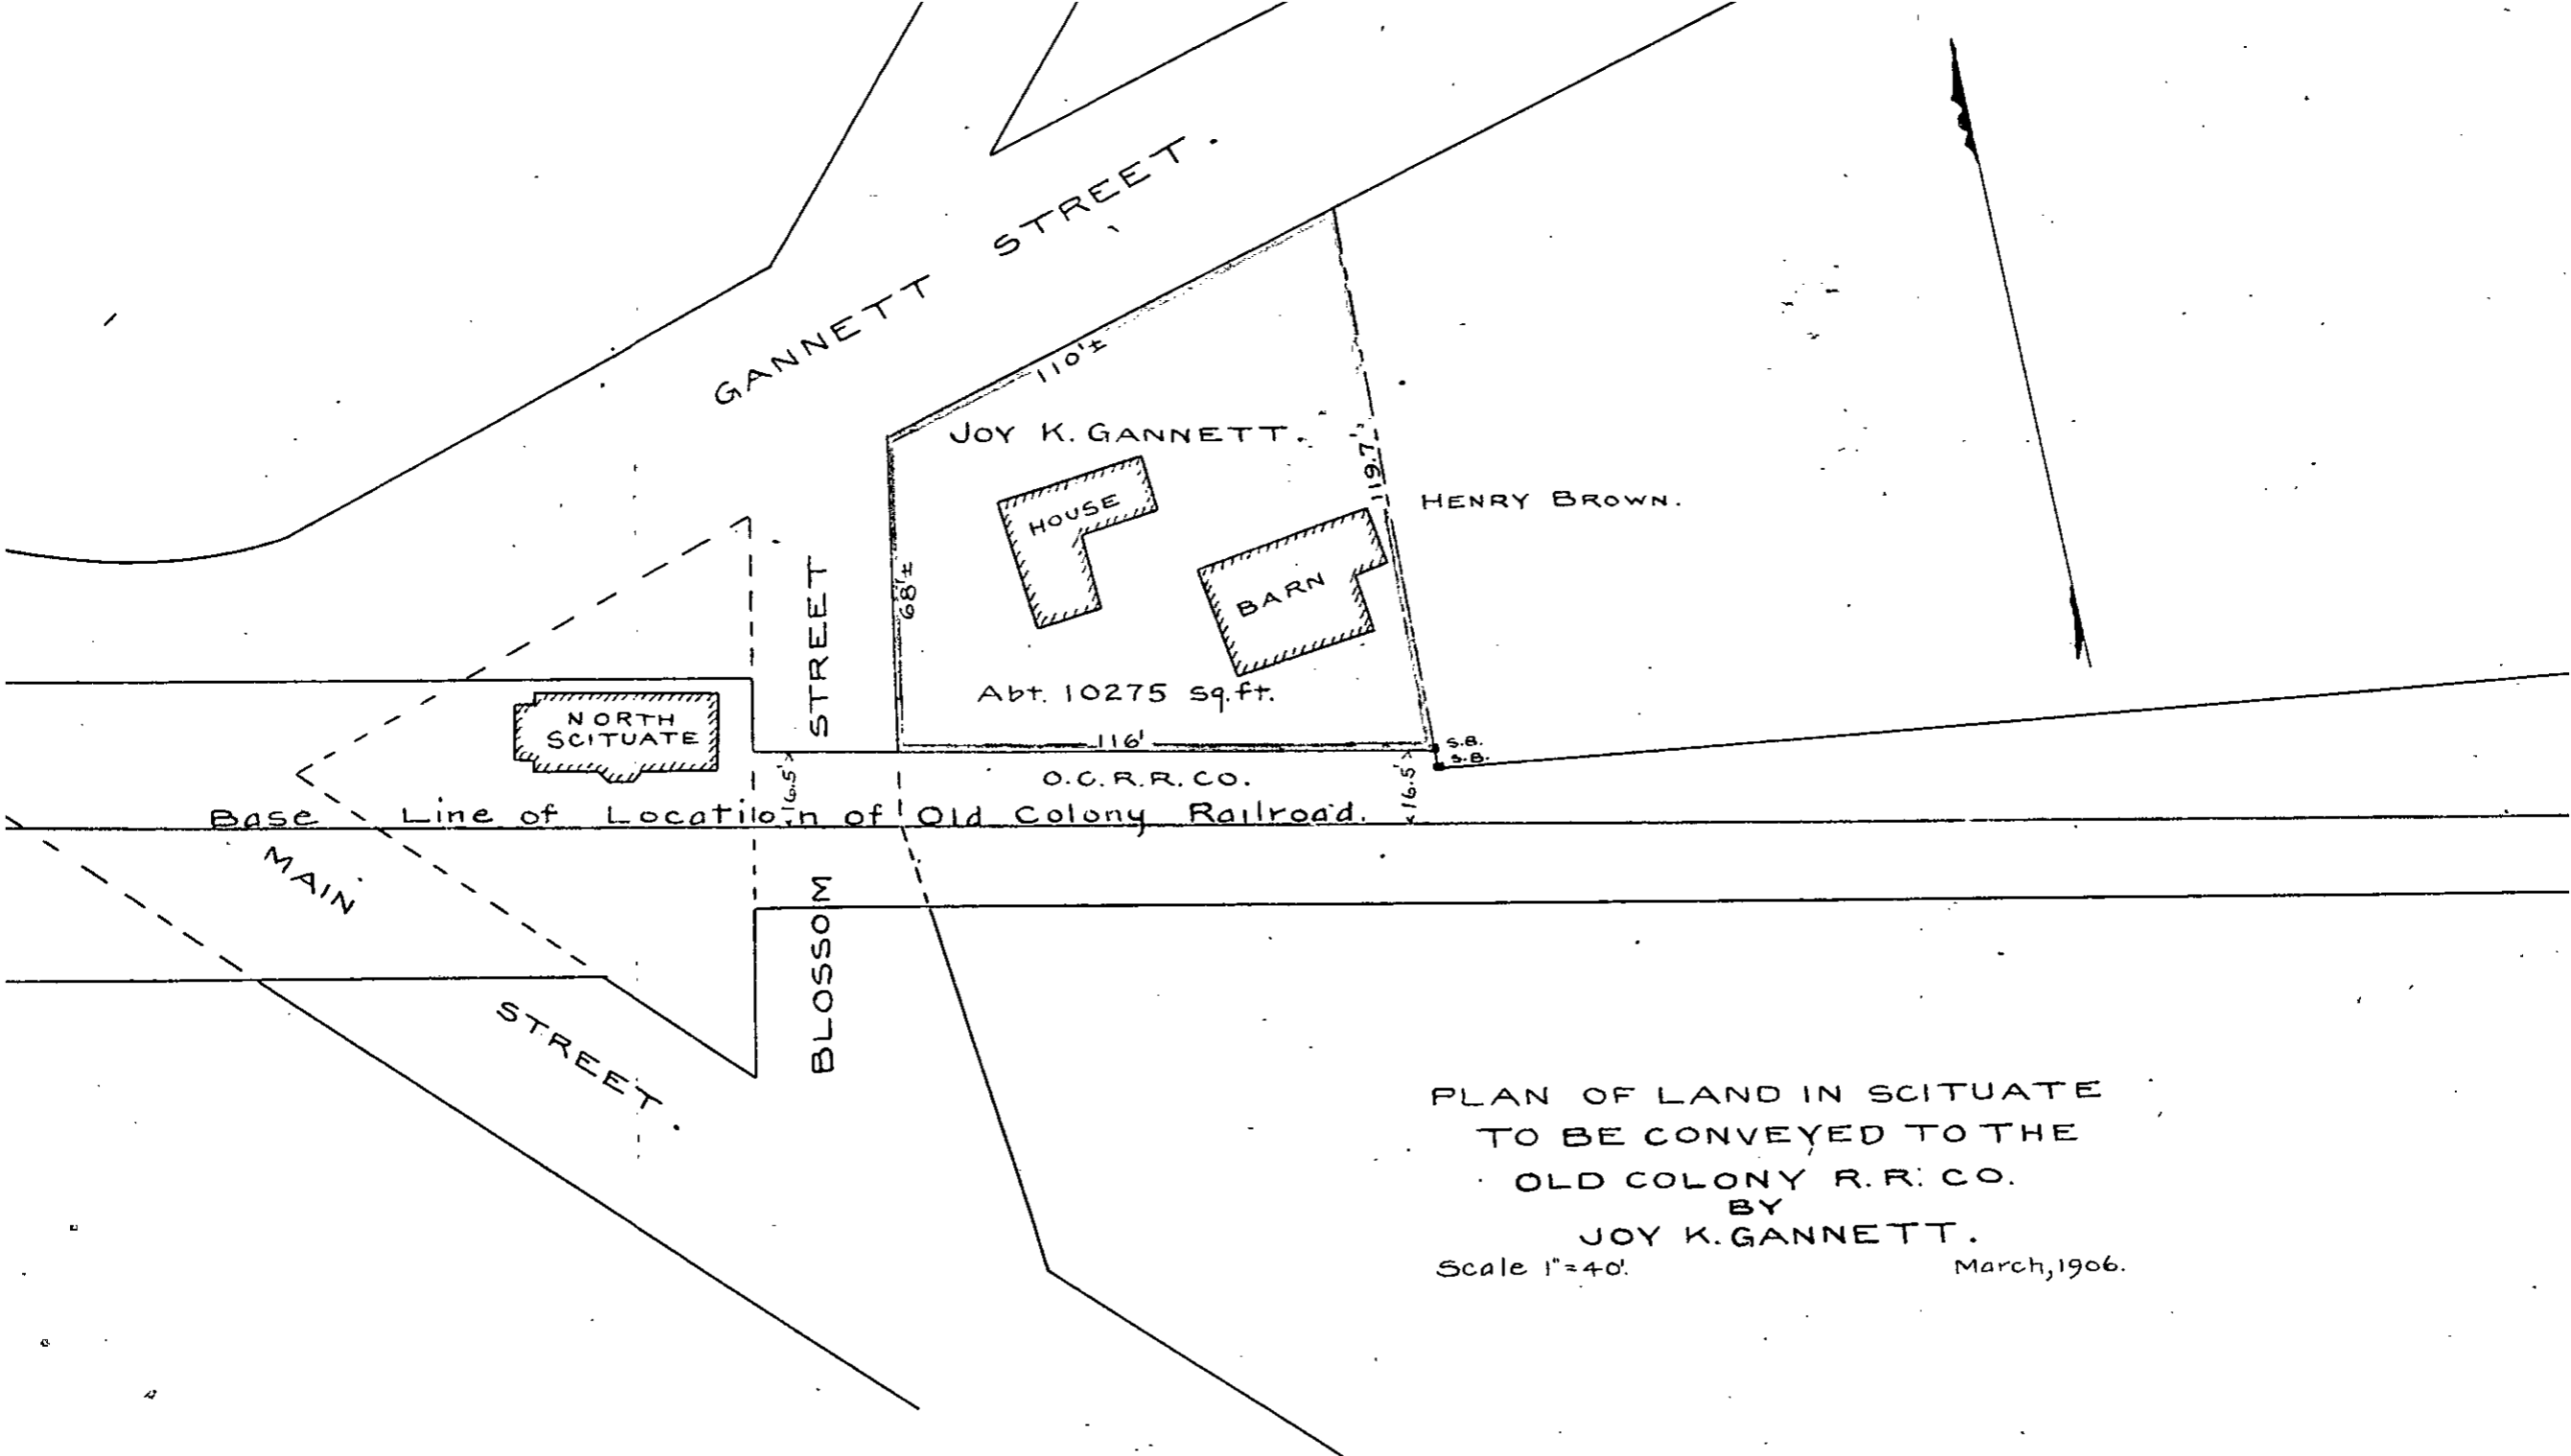 GANNETT STREET.
110'±
JOY K. GANNETT.
119.7'
HENRY BROWN.
HOUSE
BARN
68'±
STREET
Abt. 10275 sq.ft.
NORTH
SCITUATE
116'
S.B.
S.B.
16.5'
O.C.R.R.CO.
16.5'
Base Line of Location of Old Colony Railroad.
MAIN
STREET.
BLOSSOM
PLAN OF LAND IN SCITUATE
TO BE CONVEYED TO THE
OLD COLONY R.R. CO.
BY
JOY K. GANNETT.
Scale 1"=40'.
March, 1906.